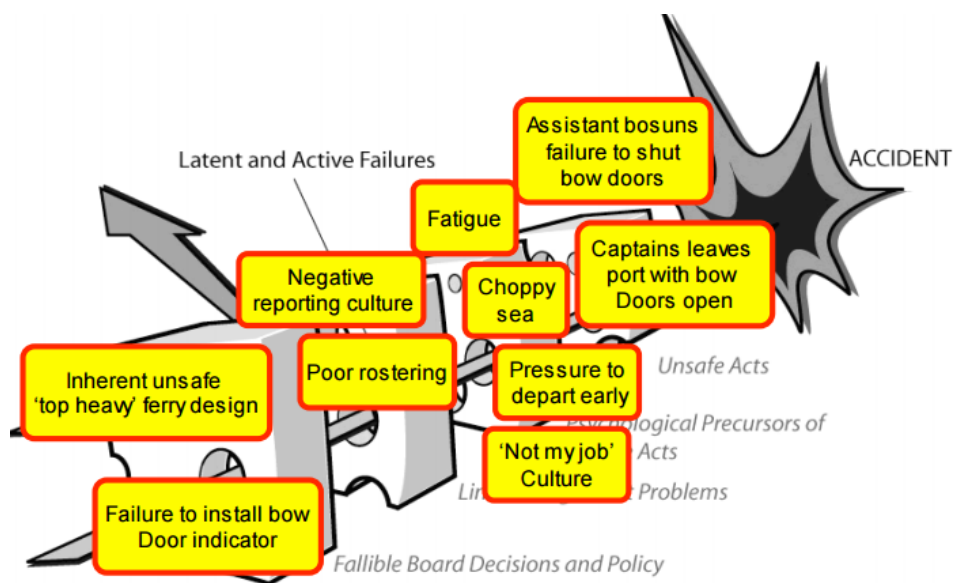 Assistant bosuns
failure to shut
bow doors
Latent and Active Failures
ACCIDENT
Fatigue
Captains leaves
port with bow
Doors open
Negative
reporting culture
Choppy
sea
Inherent unsafe
‘top heavy’ ferry design
Poor rostering
Pressure to
depart early
Unsafe Acts
Psychological Precursors of
Acts
‘Not my job’
Culture
Problems
Failure to install bow
Door indicator
Fallible Board Decisions and Policy